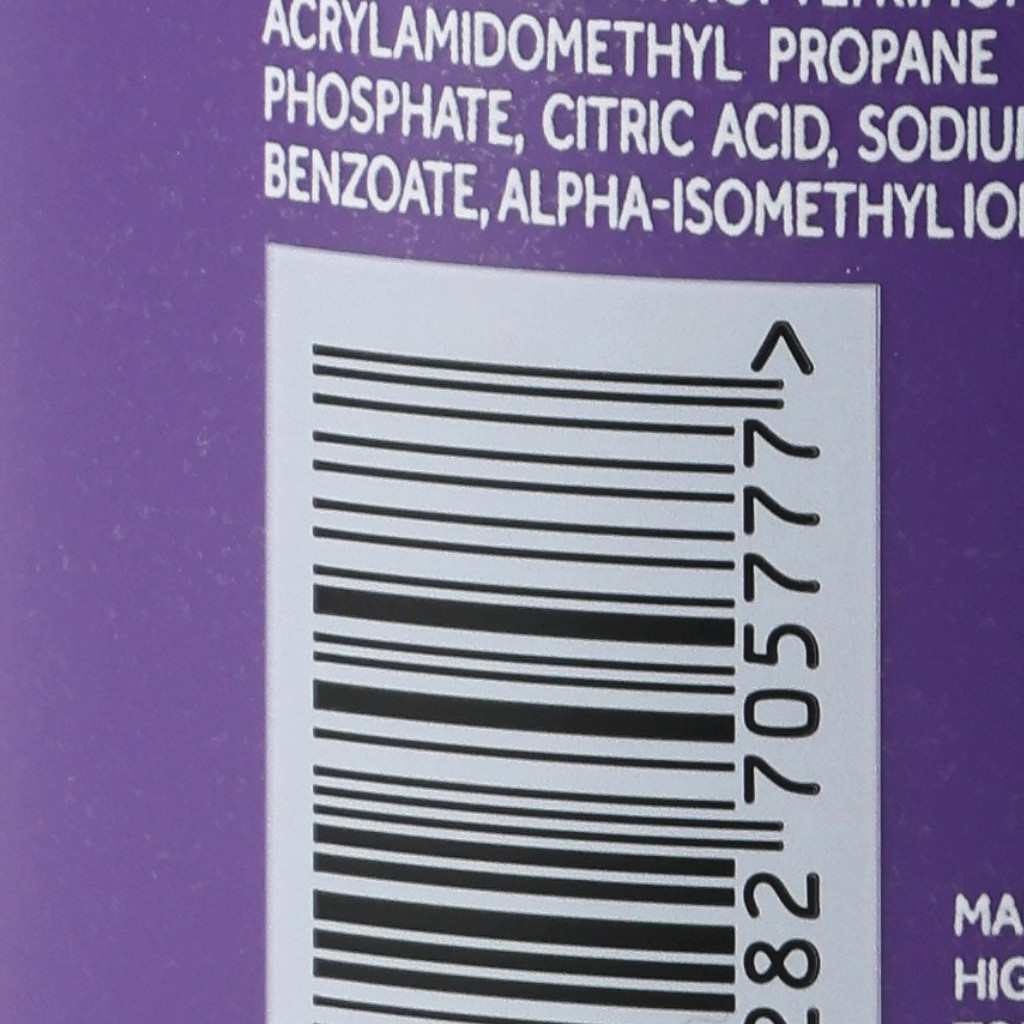 ACRYLAMIDOMETHYL PROPANE
PHOSPHATE, CITRIC ACID, SODIU
BENZOATE, ALPHA-ISOMETHYL IO
282 705777 >
MA
HIG